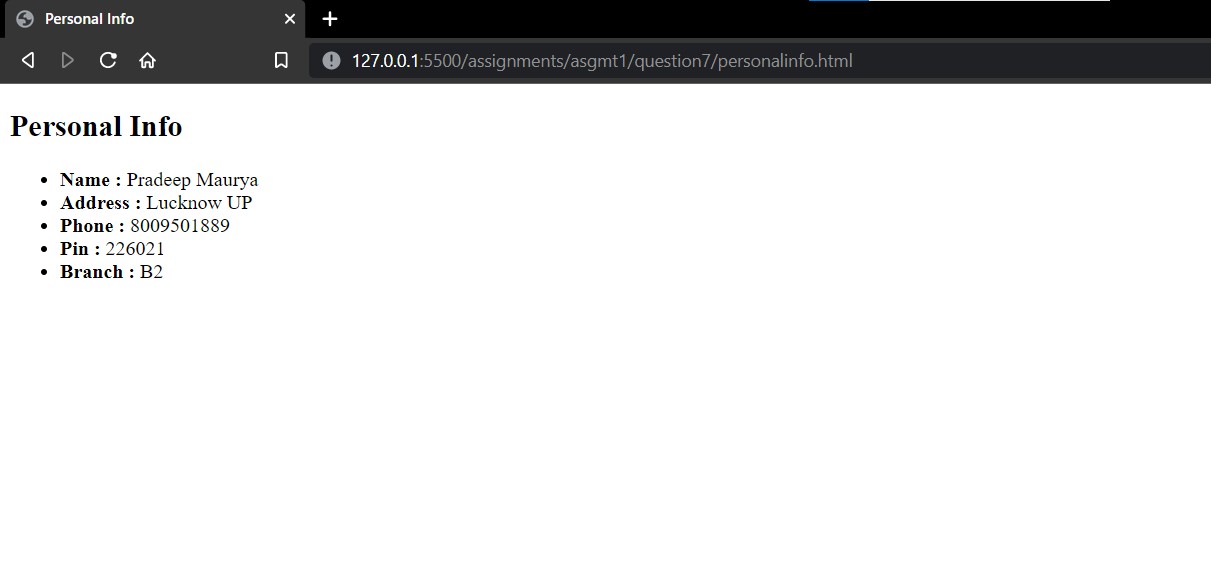 Personal Info
127.0.0.1:5500/assignments/asgmt1/question7/personalinfo.html
Personal Info
Name : Pradeep Maurya
Address : Lucknow UP
Phone : 8009501889
Pin : 226021
Branch : B2